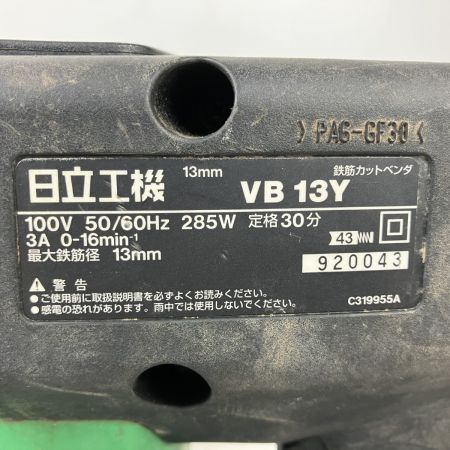 >PA6-GF30<
日立工機 13mm VB 13Y 鉄筋カットベンダ
100V 50/60Hz 285W 定格30分
3A 0-16min
最大鉄筋径 13mm
43
920043
警告
●ご使用前に取扱説明書を必ずよくお読みください。
●感電の恐れがあります。雨中では使用しないでください。
C319955A